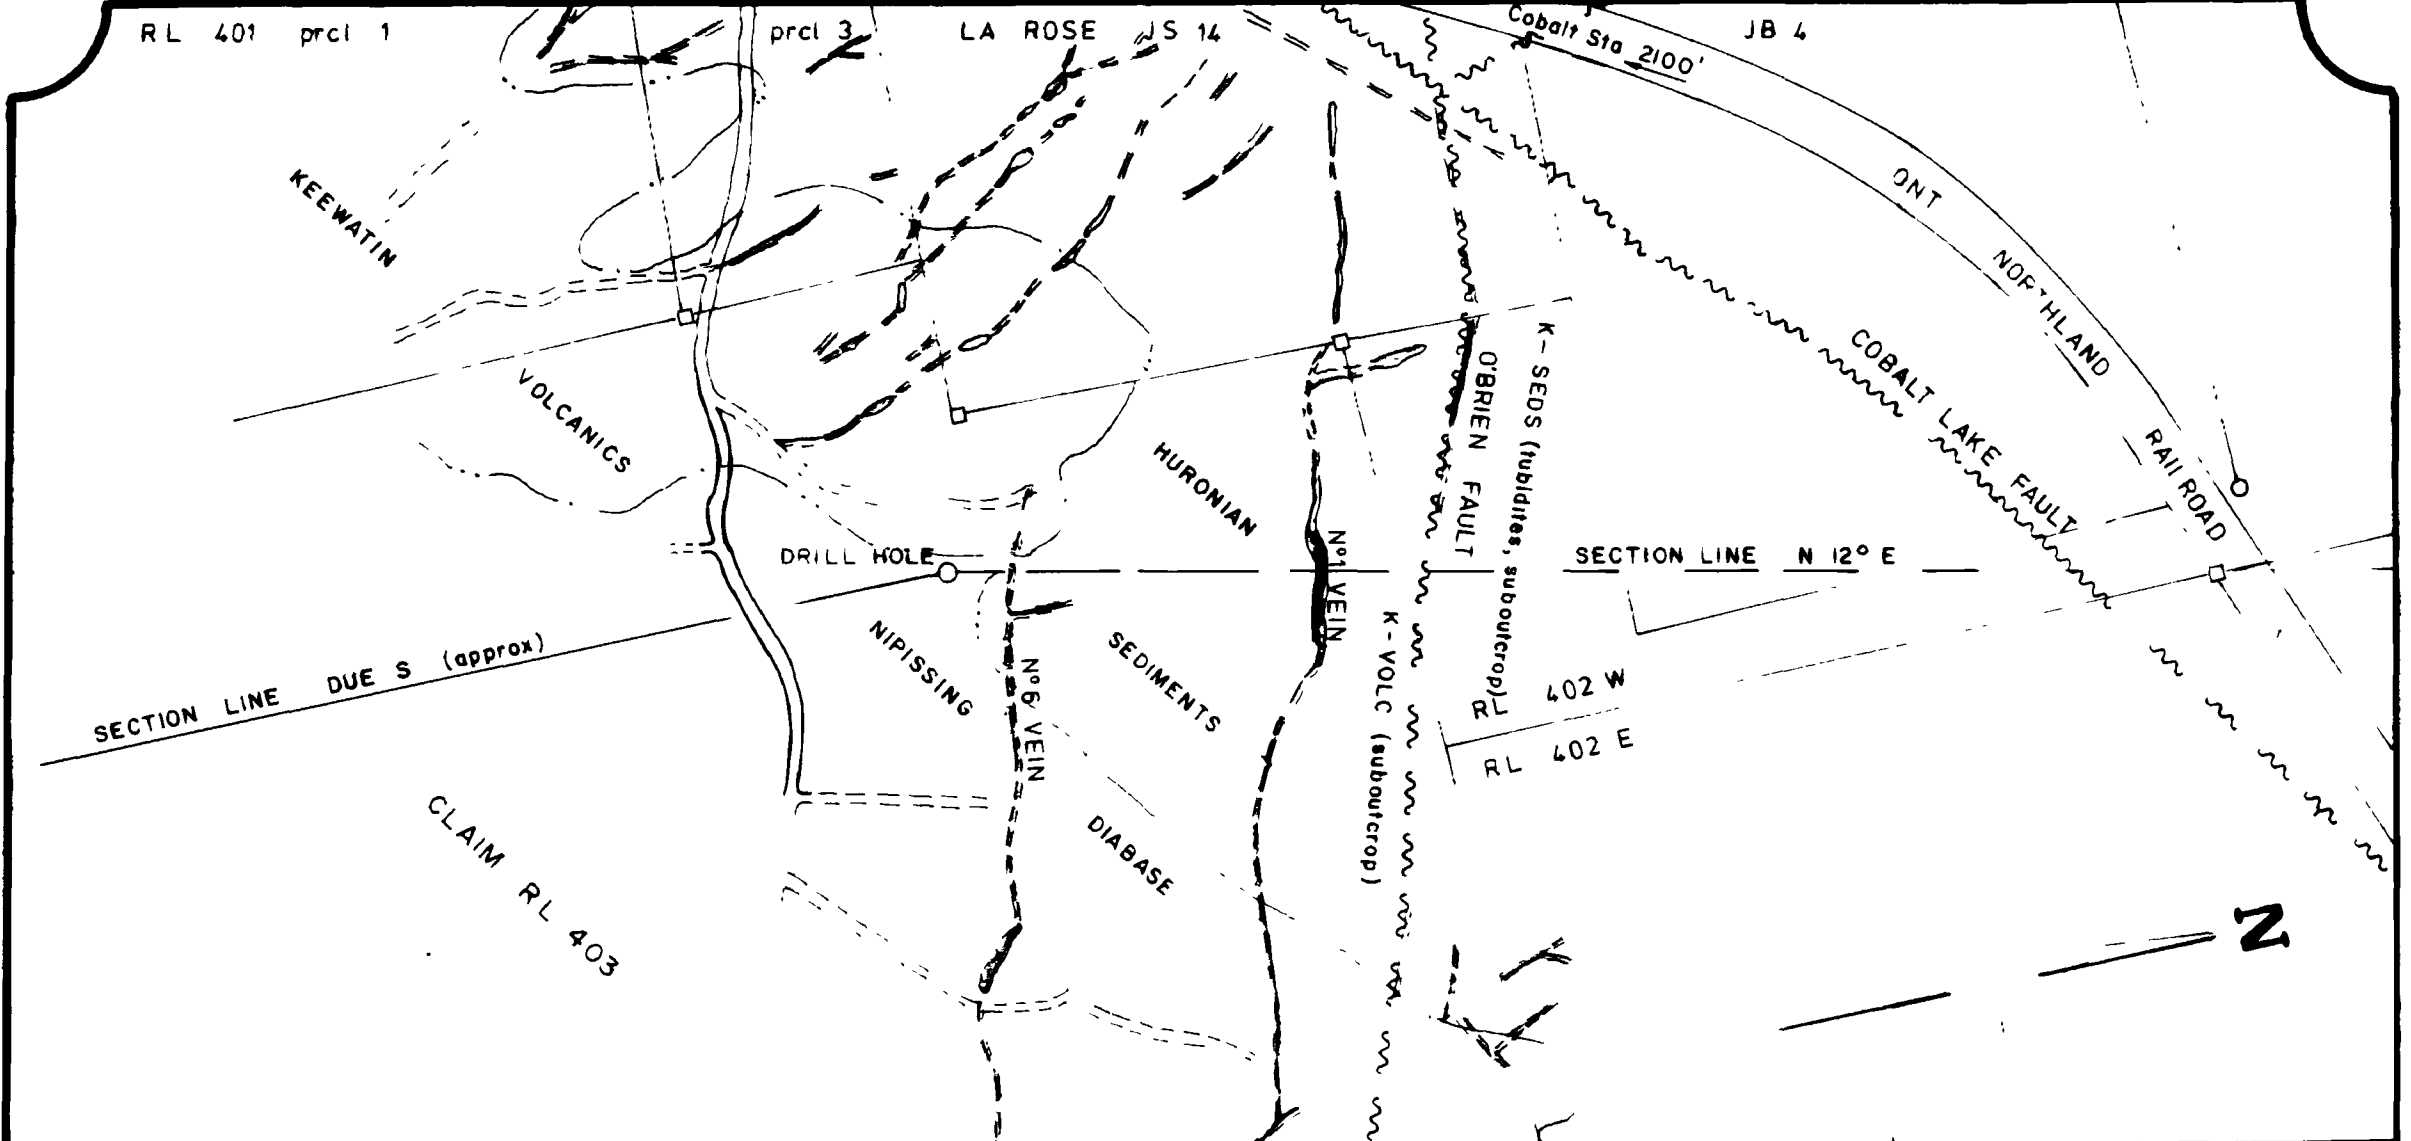 RL 401 prcl 1
prcl 3
LA ROSE JS 14
Cobalt Sta 2100'
JB 4
KEEWATIN
VOLCANICS
ONT NORTHLAND RAILROAD
COBALT LAKE FAULT
O'BRIEN FAULT
K-SEDS (tubidites, suboutcrop)
HURONIAN
SEDIMENTS
DRILL HOLE
Nº1 VEIN
SECTION LINE N 12° E
SECTION LINE DUE S (approx)
NIPISSING
DIABASE
Nº6 VEIN
K-VOLC (suboutcrop)
RL 402 W
RL 402 E
CLAIM RL 403
N